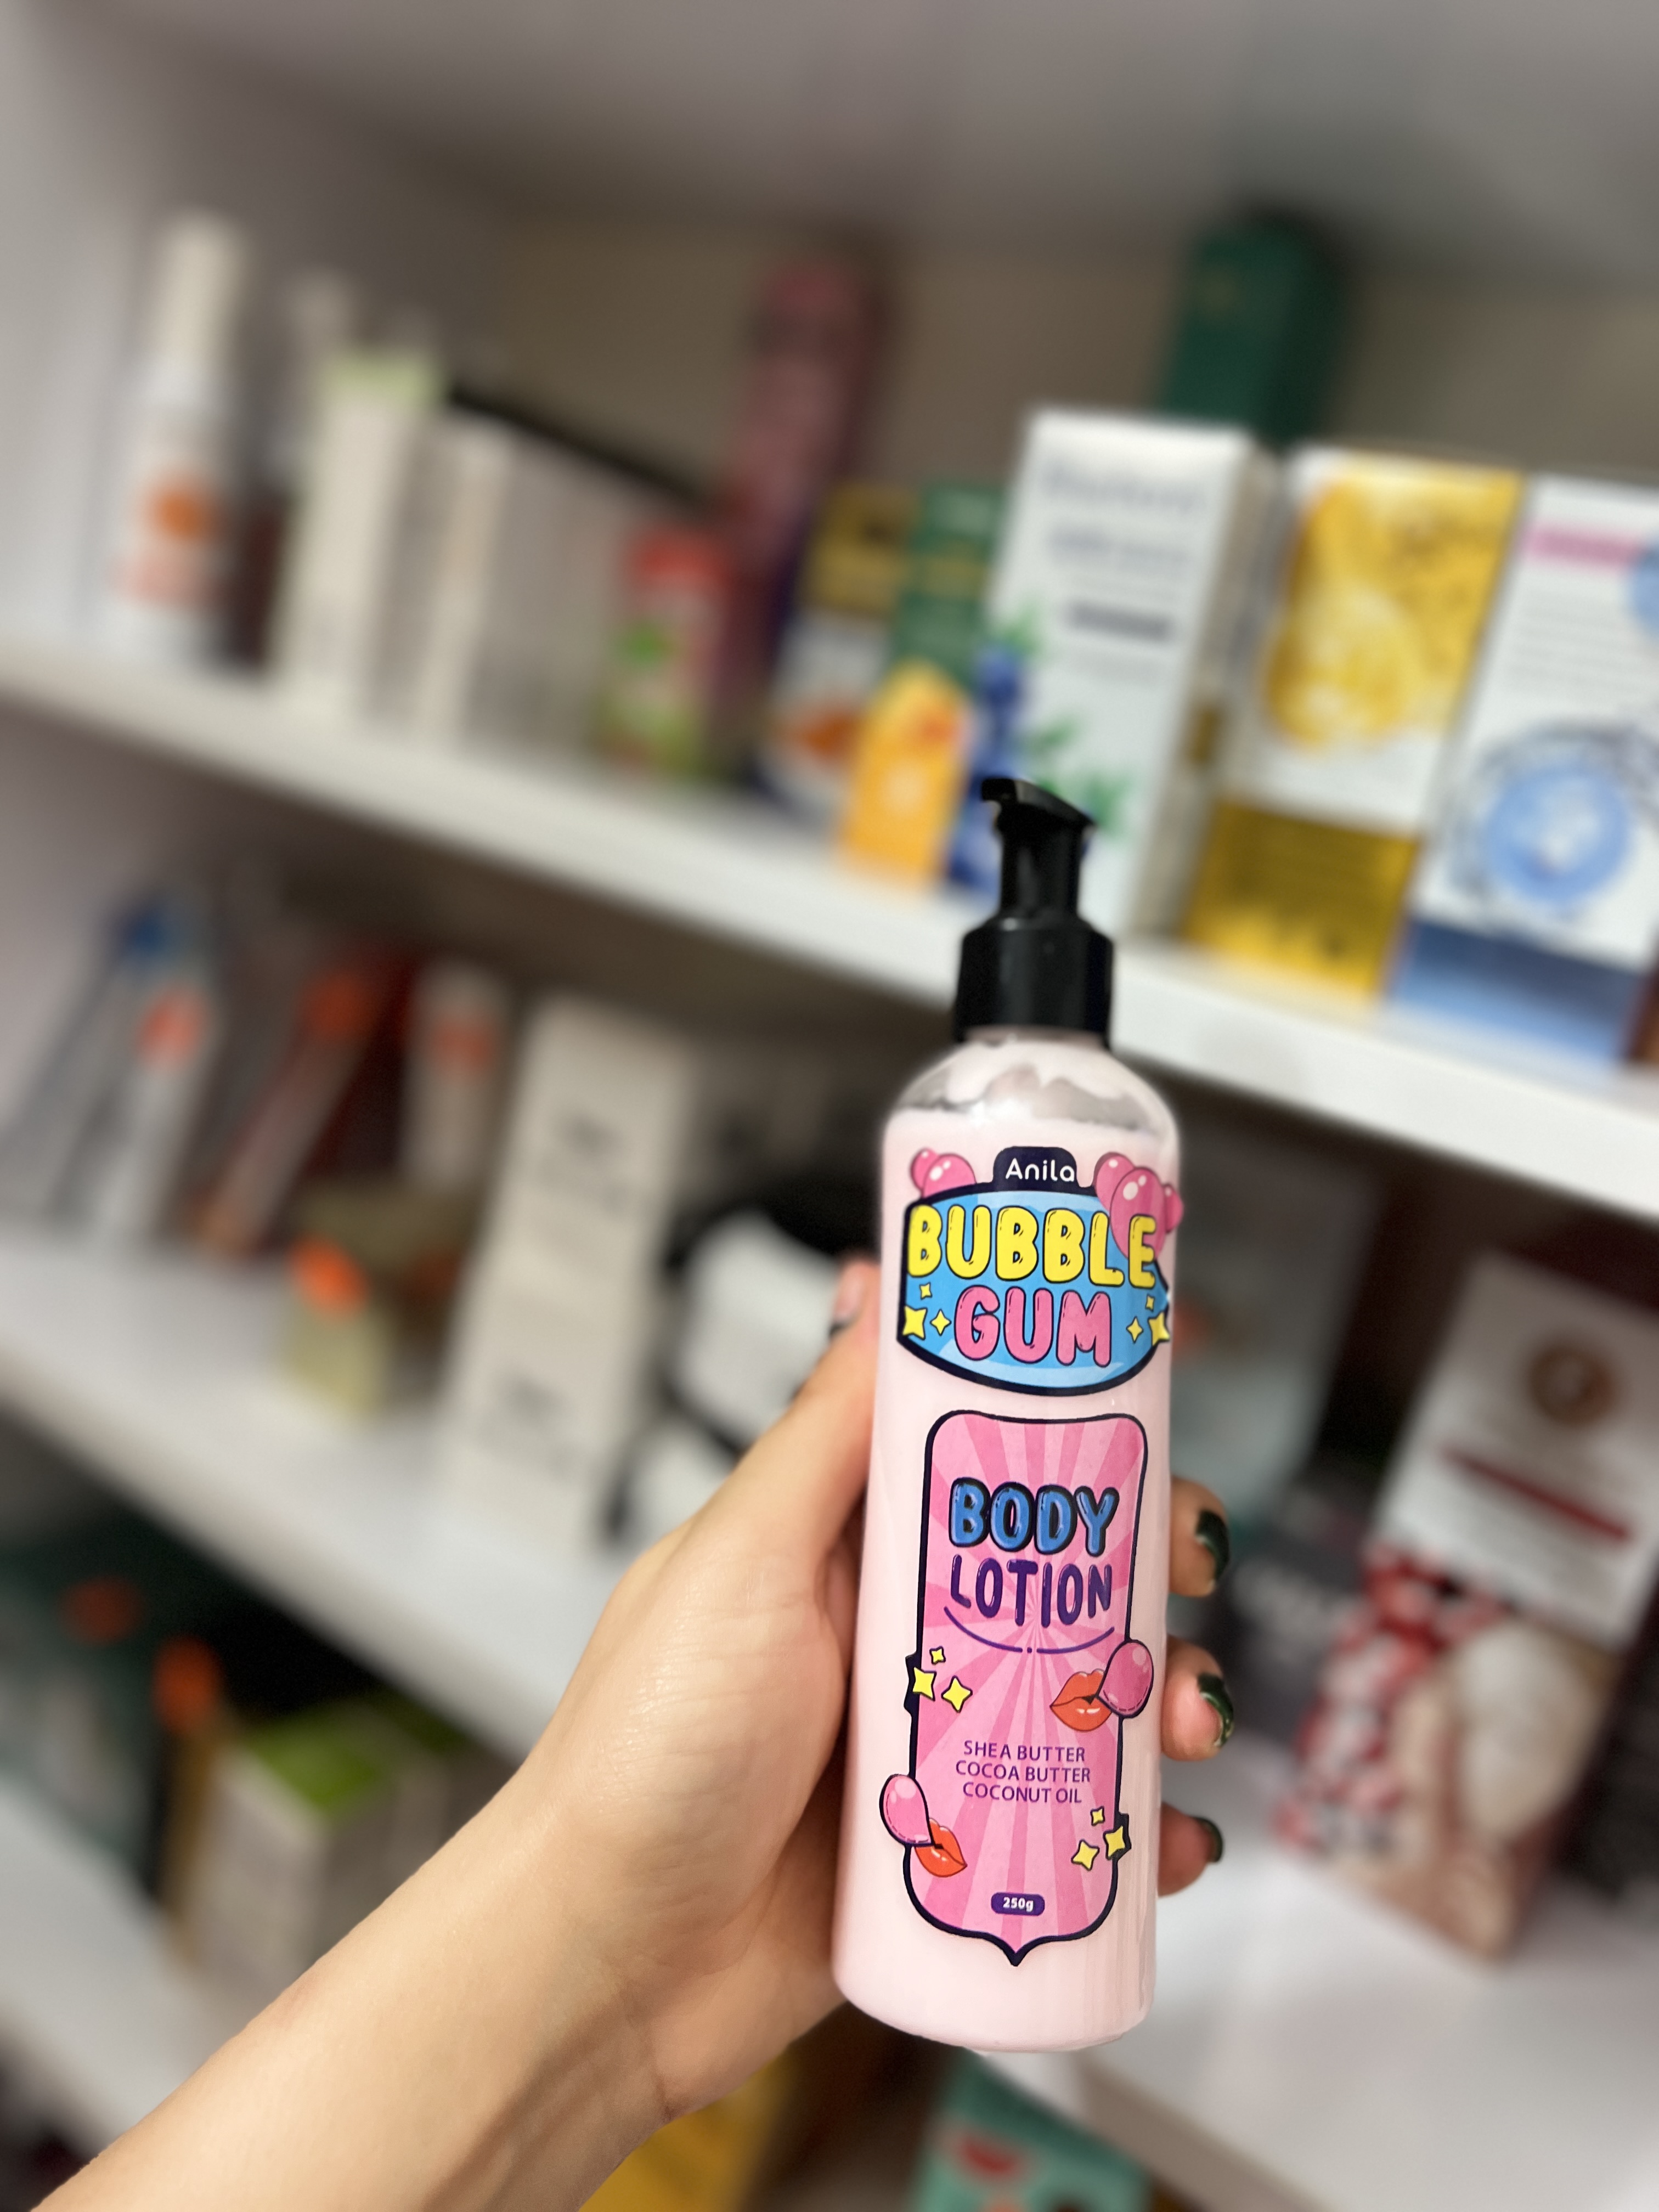 Anila
BUBBLE
GUM
BODY
LOTION
SHEA BUTTER
COCOA BUTTER
COCONUT OIL
250g